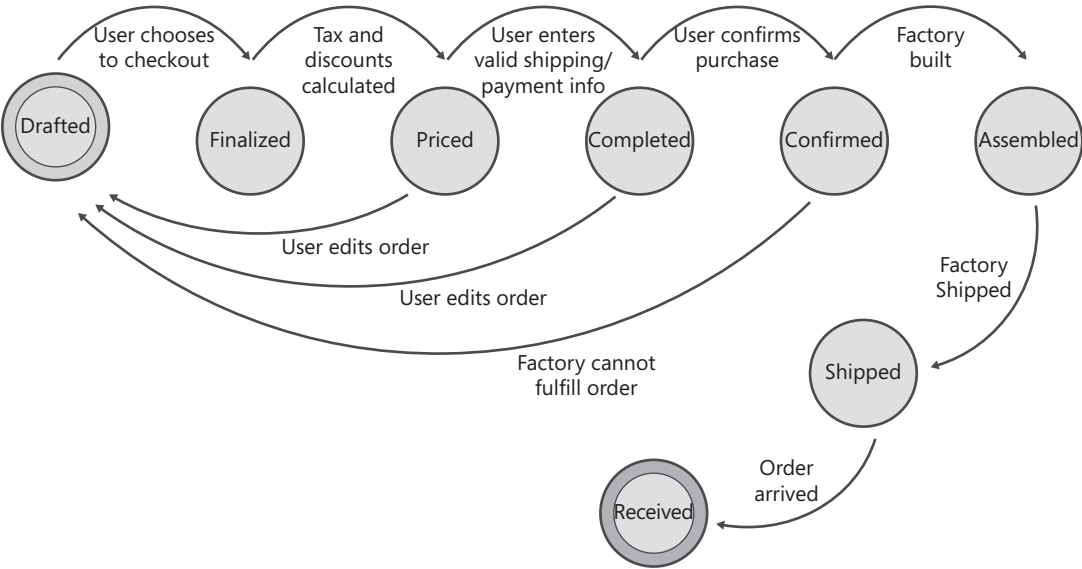 User chooses
to checkout
Tax and
discounts
calculated
User enters
valid shipping/
payment info
User confirms
purchase
Factory
built
Drafted
Finalized
Priced
Completed
Confirmed
Assembled
User edits order
User edits order
Factory cannot
fulfill order
Factory
Shipped
Shipped
Order
arrived
Received